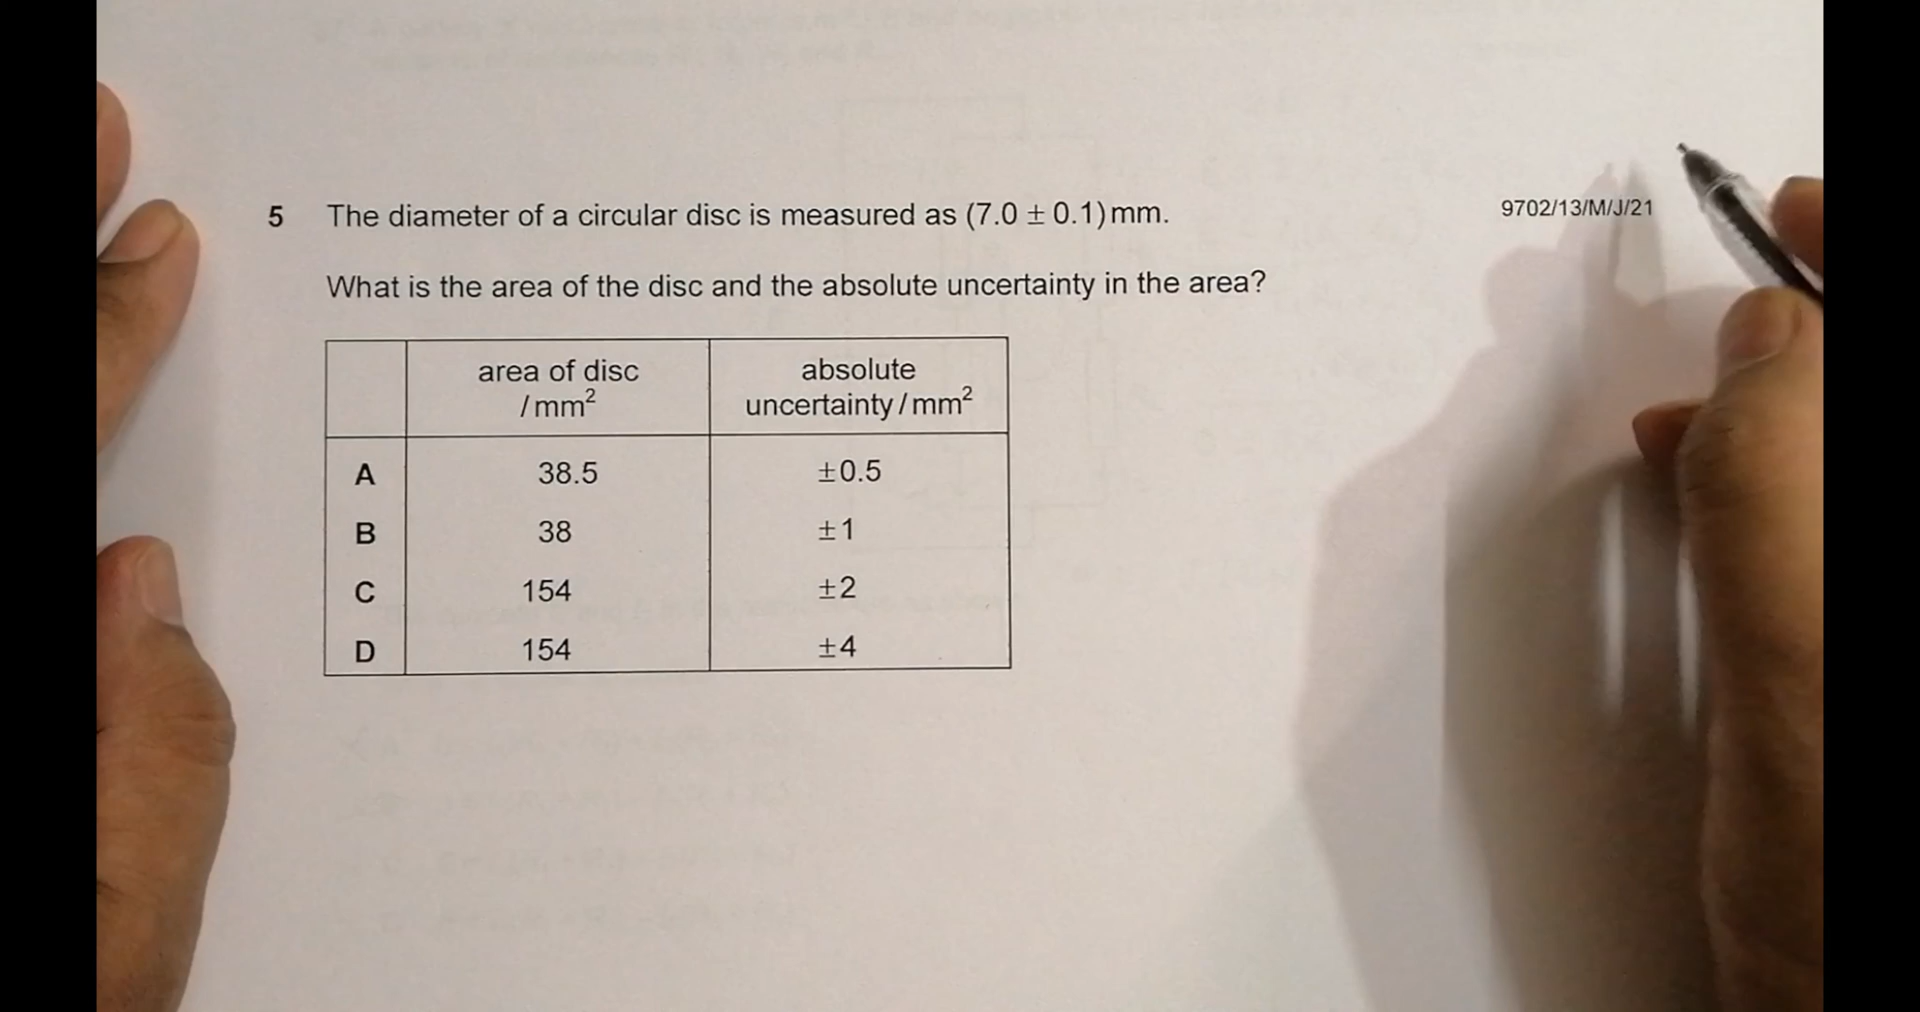 5 The diameter of a circular disc is measured as (7.0 ± 0.1) mm.
9702/13/M/J/21
What is the area of the disc and the absolute uncertainty in the area?
area of disc /mm² absolute uncertainty/mm²
A 38.5 ±0.5
B 38 ±1
C 154 ±2
D 154 ±4